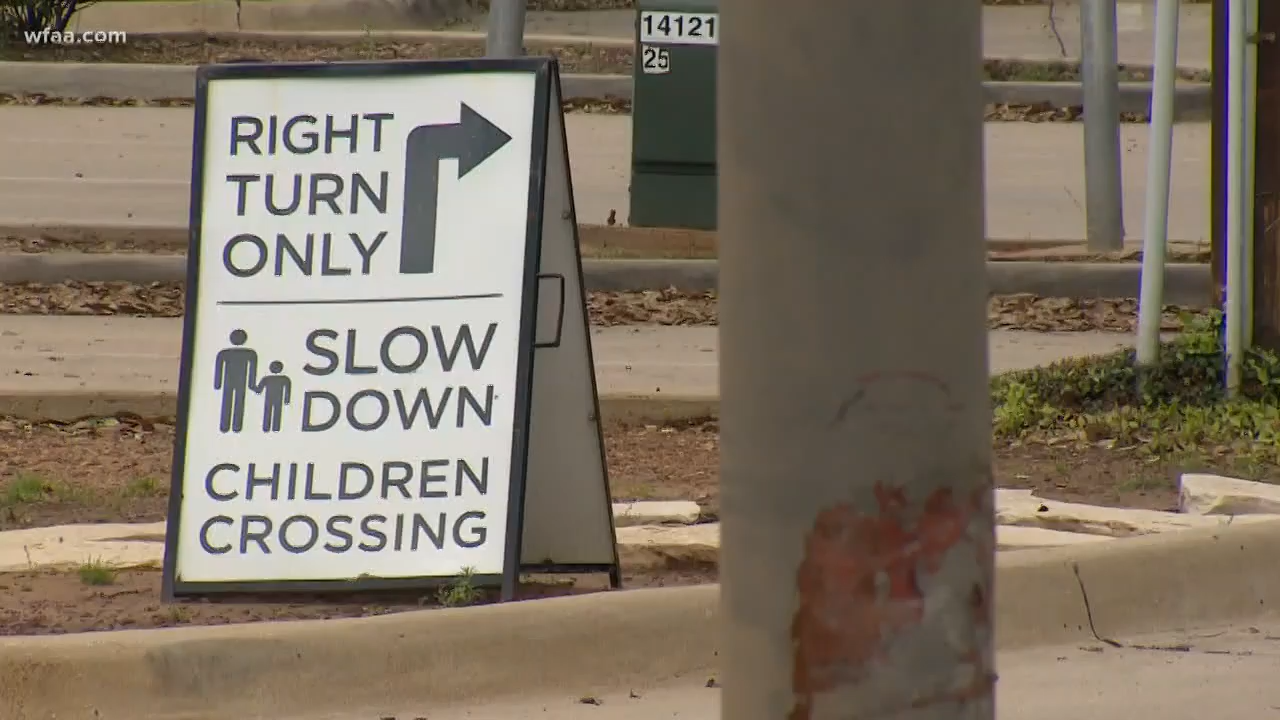 wfaa.com
14121
25
RIGHT
TURN
ONLY
SLOW
DOWN
CHILDREN
CROSSING